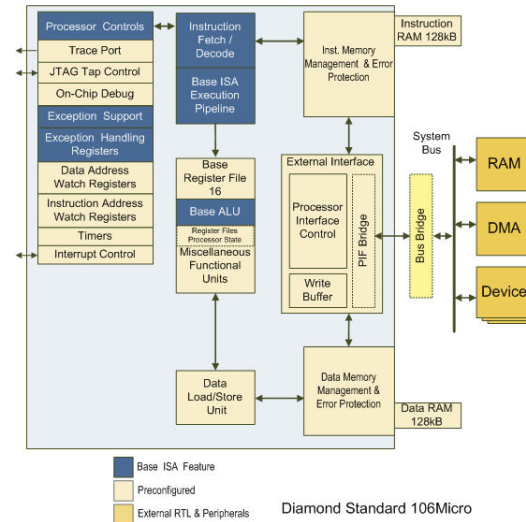 Processor Controls
Trace Port
JTAG Tap Control
On-Chip Debug
Exception Support
Exception Handling
Registers
Data Address
Watch Registers
Instruction Address
Watch Registers
Timers
Interrupt Control
Instruction
Fetch /
Decode
Base ISA
Execution
Pipeline
Base
Register File
16
Base ALU
Register Files
Processor State
Miscellaneous
Functional
Units
Data
Load/Store
Unit
Inst. Memory
Management & Error
Protection
Instruction
RAM 128kB
External Interface
Processor
Interface
Control
Write
Buffer
PIF Bridge
Data Memory
Management &
Error Protection
Data RAM
128kB
Bus Bridge
System
Bus
RAM
DMA
Device
Base ISA Feature
Preconfigured
External RTL & Peripherals
Diamond Standard 106Micro